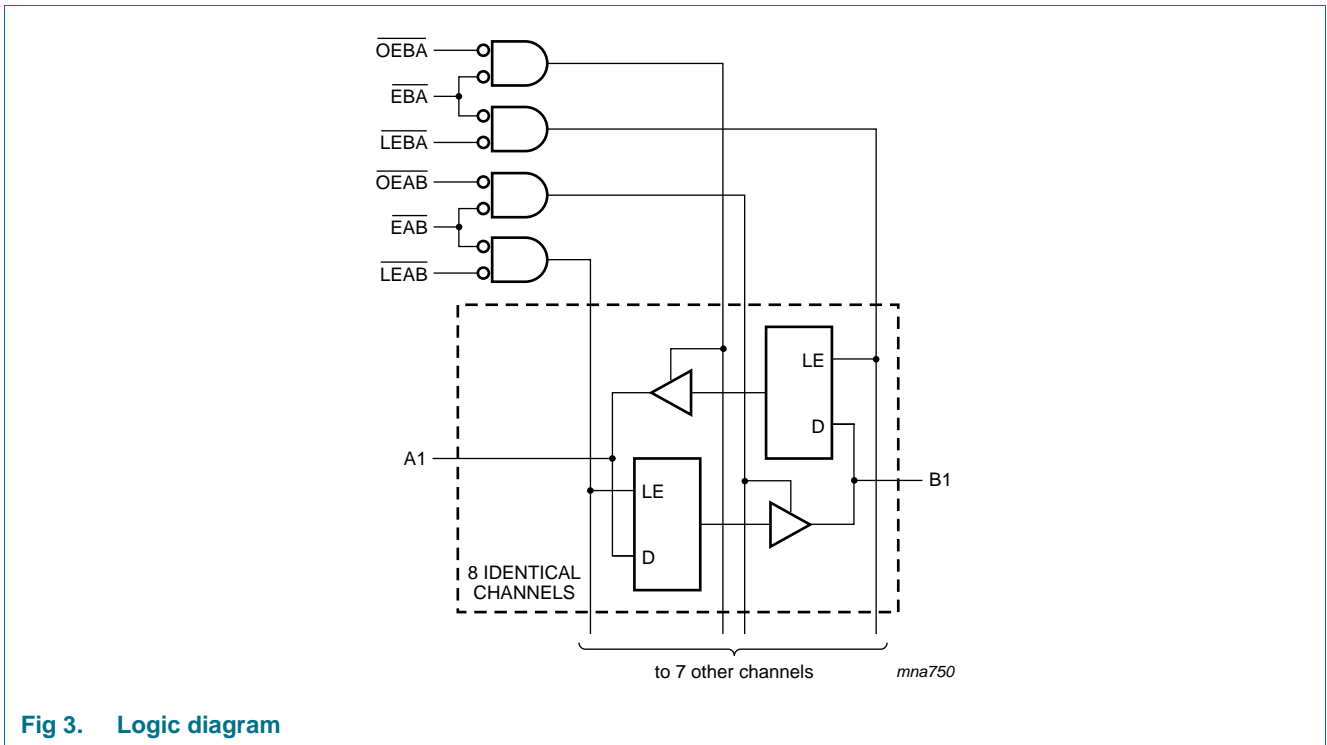 OEBA
EBA
LEBA
OEAB
EAB
LEAB
LE
D
A1
LE
B1
D
8 IDENTICAL
CHANNELS
to 7 other channels
mna750
Fig 3. Logic diagram